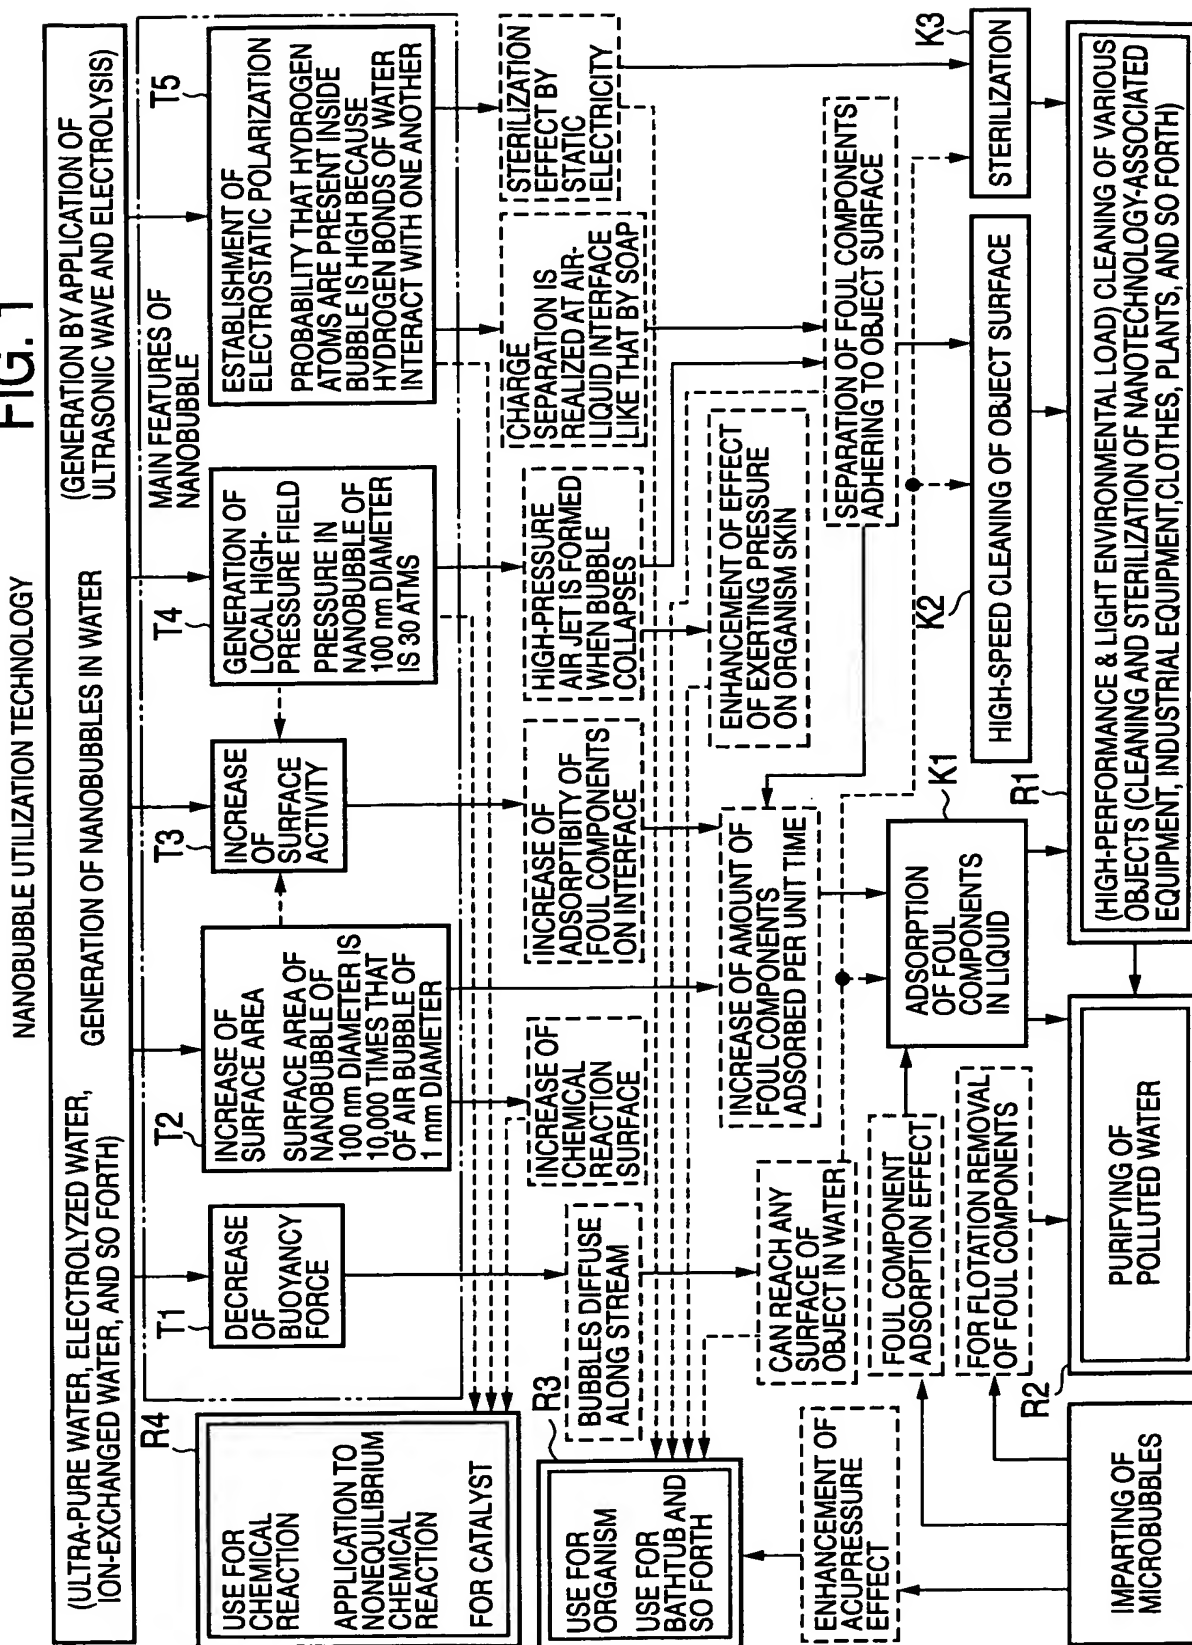 FIG. 1
NANOBUBBLE UTILIZATION TECHNOLOGY
(ULTRA-PURE WATER, ELECTROLYZED WATER,
ION-EXCHANGED WATER, AND SO FORTH)
GENERATION OF NANOBUBBLES IN WATER
(GENERATION BY APPLICATION OF
ULTRASONIC WAVE AND ELECTROLYSIS)
MAIN FEATURES OF
NANOBUBBLE
R4
USE FOR
CHEMICAL
REACTION
APPLICATION TO
NONEQUILIBRIUM
CHEMICAL
REACTION
FOR CATALYST
T1
DECREASE
OF
BUOYANCY
FORCE
T2
INCREASE OF
SURFACE AREA
SURFACE AREA OF
NANOBUBBLE OF
100 nm DIAMETER IS
10,000 TIMES THAT
OF AIR BUBBLE OF
1 mm DIAMETER
T3
INCREASE
OF
SURFACE
ACTIVITY
T4
GENERATION OF
LOCAL HIGH-
PRESSURE FIELD
PRESSURE IN
NANOBUBBLE OF
100 nm DIAMETER
IS 30 ATMS
T5
ESTABLISHMENT OF
ELECTROSTATIC POLARIZATION
PROBABILITY THAT HYDROGEN
ATOMS ARE PRESENT INSIDE
BUBBLE IS HIGH BECAUSE
HYDROGEN BONDS OF WATER
INTERACT WITH ONE ANOTHER
BUBBLES DIFFUSE
ALONG STREAM
INCREASE OF
CHEMICAL
REACTION
SURFACE
INCREASE OF
ADSORPTIBITY OF
FOUL COMPONENTS
ON INTERFACE
HIGH-PRESSURE
AIR JET IS FORMED
WHEN BUBBLE
COLLAPSES
CHARGE
SEPARATION IS
REALIZED AT AIR-
LIQUID INTERFACE
LIKE THAT BY SOAP
STERILIZATION
EFFECT BY
STATIC
ELECTRICITY
R3
USE FOR
ORGANISM
USE FOR
BATHTUB AND
SO FORTH
CAN REACH ANY
SURFACE OF
OBJECT IN WATER
INCREASE OF AMOUNT OF
FOUL COMPONENTS
ADSORBED PER UNIT TIME
ENHANCEMENT OF EFFECT
OF EXERTING PRESSURE
ON ORGANISM SKIN
SEPARATION OF FOUL COMPONENTS
ADHERING TO OBJECT SURFACE
ENHANCEMENT OF
ACUPRESSURE
EFFECT
FOUL COMPONENT
ADSORPTION EFFECT
FOR FLOTATION REMOVAL
OF FOUL COMPONENTS
K1
ADSORPTION
OF FOUL
COMPONENTS
IN LIQUID
K2
HIGH-SPEED CLEANING OF OBJECT SURFACE
K3
STERILIZATION
IMPARTING OF
MICROBUBBLES
R2
PURIFYING OF
POLLUTED WATER
R1
(HIGH-PERFORMANCE & LIGHT ENVIRONMENTAL LOAD) CLEANING OF VARIOUS
OBJECTS (CLEANING AND STERILIZATION OF NANOTECHNOLOGY-ASSOCIATED
EQUIPMENT, INDUSTRIAL EQUIPMENT,CLOTHES, PLANTS, AND SO FORTH)